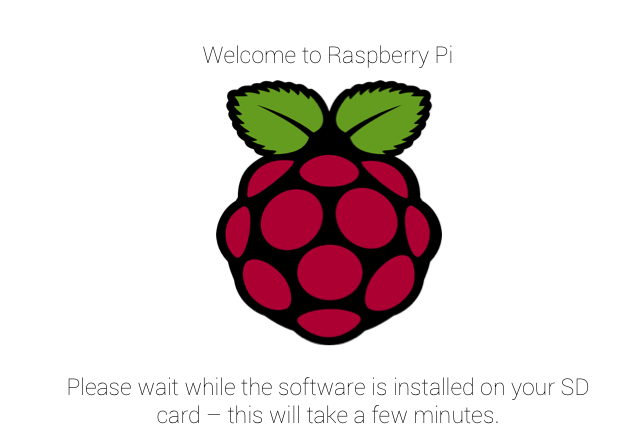 Welcome to Raspberry Pi
Please wait while the software is installed on your SD
card – this will take a few minutes.